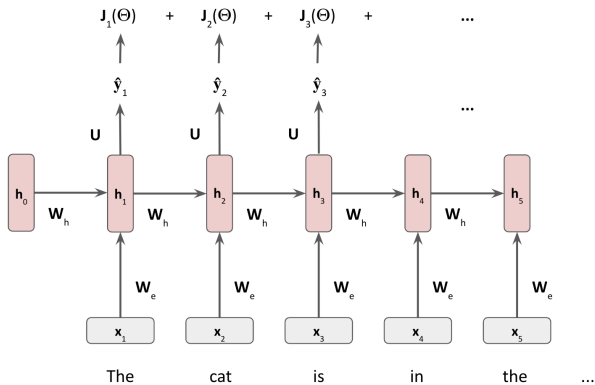 J₁(Θ) + J₂(Θ) + J₃(Θ) + ...
ŷ₁ ŷ₂ ŷ₃ ...
U U U
h₀ h₁ h₂ h₃ h₄ h₅
Wₕ Wₕ Wₕ Wₕ Wₕ
Wₑ Wₑ Wₑ Wₑ Wₑ
x₁ x₂ x₃ x₄ x₅
The cat is in the ...